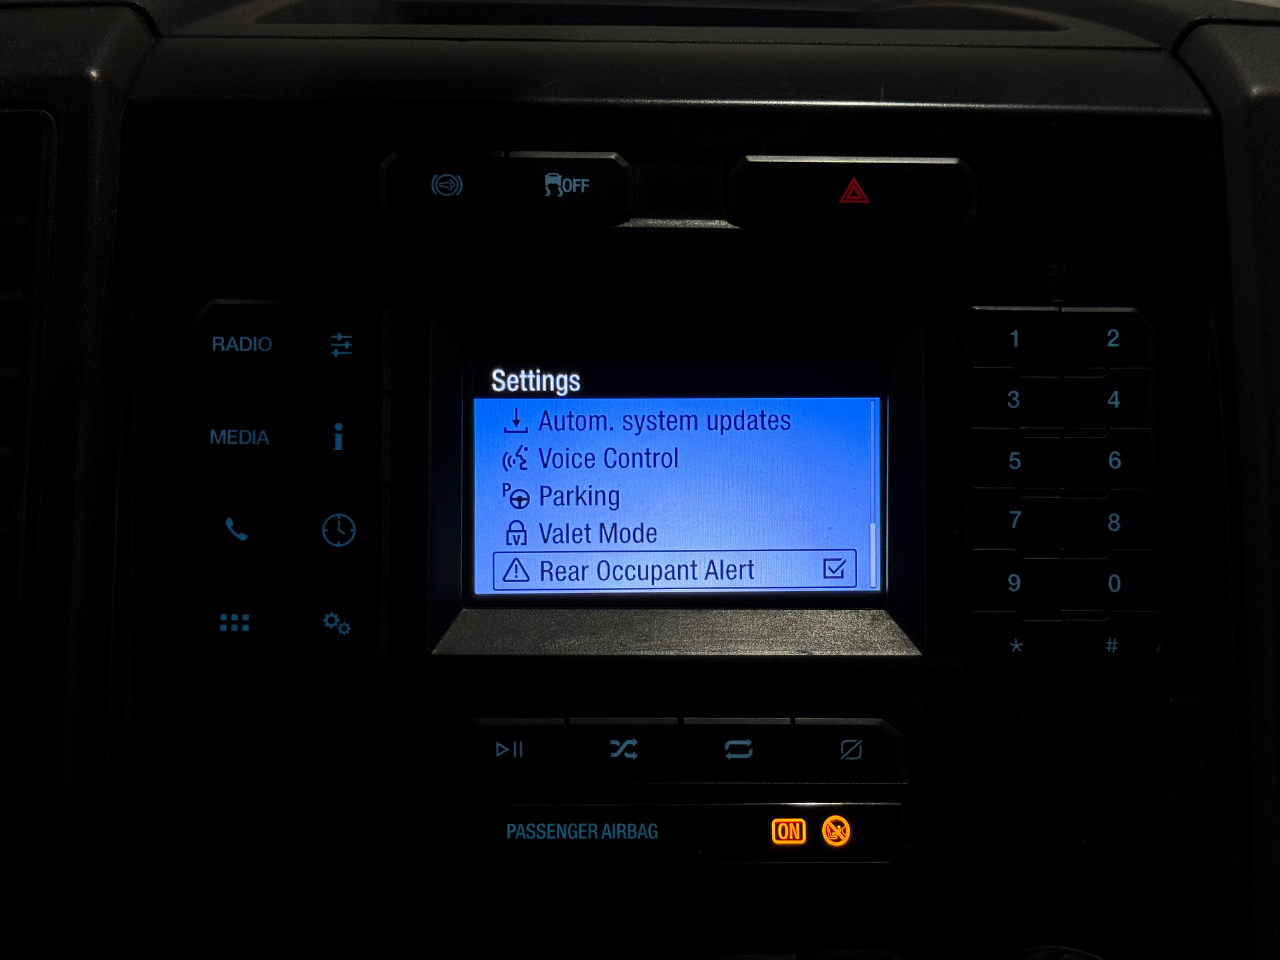 OFF
RADIO
MEDIA
Settings
Autom. system updates
Voice Control
P Parking
V Valet Mode
Rear Occupant Alert
1 2
3 4
5 6
7 8
9 0
* #
PASSENGER AIRBAG ON